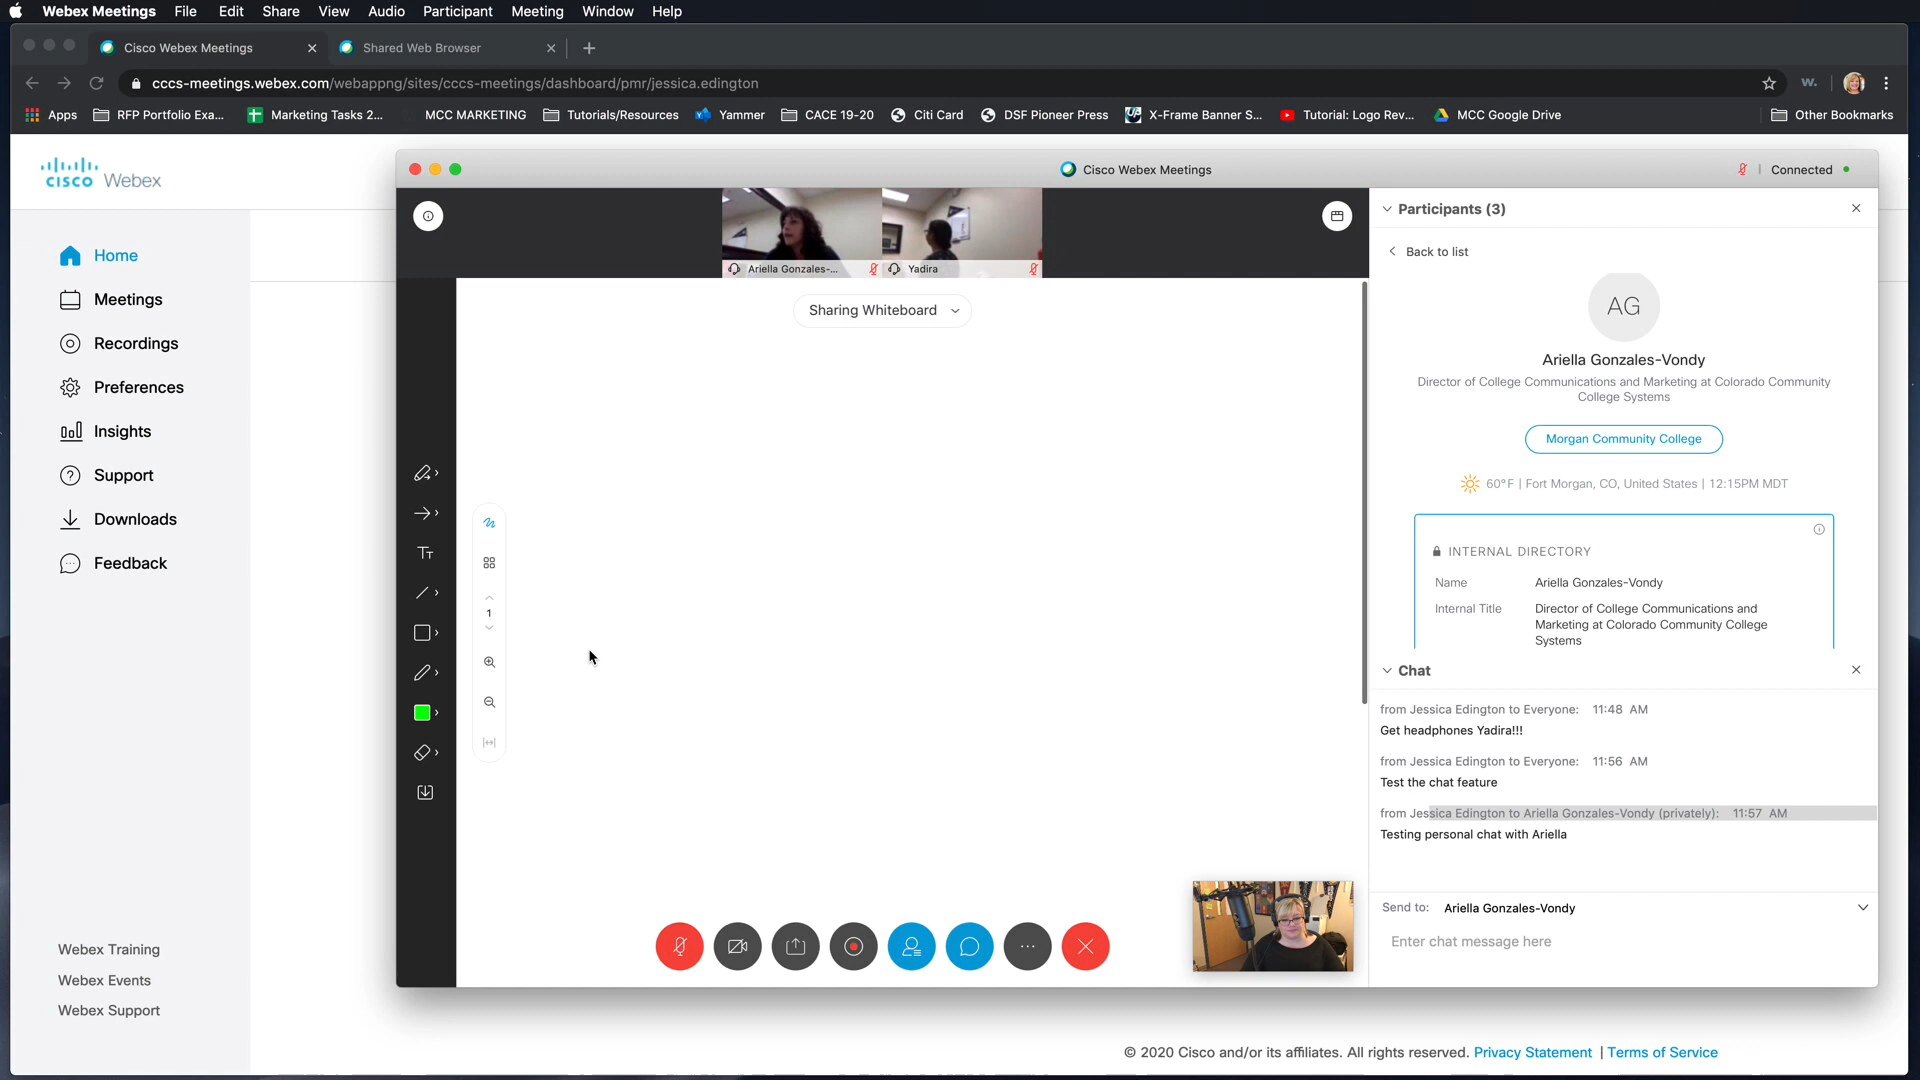 Webex Meetings File Edit Share View Audio Participant Meeting Window Help
Cisco Webex Meetings
Shared Web Browser
cccs-meetings.webex.com/webappng/sites/cccs-meetings/dashboard/pmr/jessica.edington
w.
Apps RFP Portfolio Exa... Marketing Tasks 2... MCC MARKETING Tutorials/Resources Yammer CACE 19-20 Citi Card DSF Pioneer Press X-Frame Banner S... Tutorial: Logo Rev... MCC Google Drive Other Bookmarks
cisco Webex
Home
Meetings
Recordings
Preferences
Insights
Support
Downloads
Feedback
Webex Training
Webex Events
Webex Support
Cisco Webex Meetings
Connected
Ariella Gonzales-...
Yadira
Sharing Whiteboard
1
Participants (3)
Back to list
AG
Ariella Gonzales-Vondy
Director of College Communications and Marketing at Colorado Community
College Systems
Morgan Community College
60°F | Fort Morgan, CO, United States | 12:15PM MDT
INTERNAL DIRECTORY
Name Ariella Gonzales-Vondy
Internal Title Director of College Communications and
Marketing at Colorado Community College
Systems
Chat
from Jessica Edington to Everyone: 11:48 AM
Get headphones Yadira!!!
from Jessica Edington to Everyone: 11:56 AM
Test the chat feature
from Jessica Edington to Ariella Gonzales-Vondy (privately): 11:57 AM
Testing personal chat with Ariella
Send to: Ariella Gonzales-Vondy
Enter chat message here
© 2020 Cisco and/or its affiliates. All rights reserved. Privacy Statement | Terms of Service